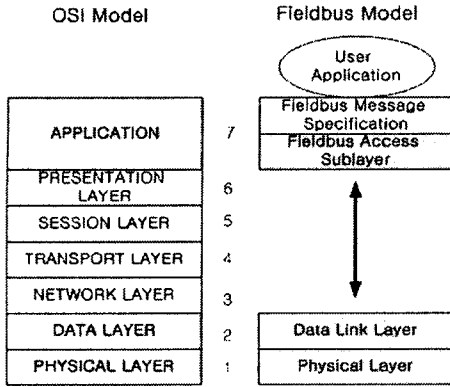 OSI Model
Fieldbus Model
User
Application
APPLICATION
7
Fieldbus Message
Specification
Fieldbus Access
Sublayer
PRESENTATION
LAYER
6
SESSION LAYER
5
TRANSPORT LAYER
4
NETWORK LAYER
3
DATA LAYER
2
Data Link Layer
PHYSICAL LAYER
1
Physical Layer